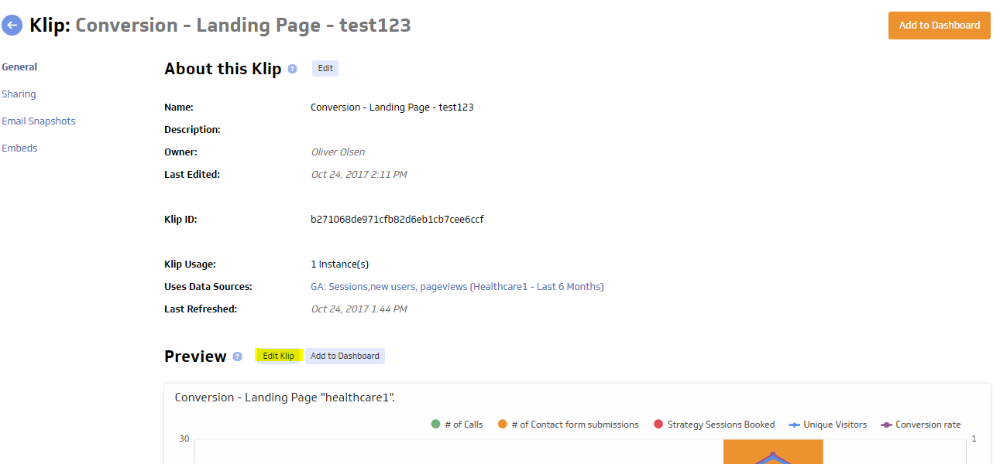 Klip: Conversion - Landing Page - test123
Add to Dashboard
General
Sharing
Email Snapshots
Embeds
About this Klip ? Edit
Name: Conversion - Landing Page - test123
Description:
Owner: Oliver Olsen
Last Edited: Oct 24, 2017 2:11 PM
Klip ID: b271068de971cfb82d6eb1cb7cee6ccf
Klip Usage: 1 Instance(s)
Uses Data Sources: GA: Sessions,new users, pageviews (Healthcare1 - Last 6 Months)
Last Refreshed: Oct 24, 2017 1:44 PM
Preview ? Edit Klip Add to Dashboard
Conversion - Landing Page "healthcare1".
# of Calls # of Contact form submissions Strategy Sessions Booked Unique Visitors Conversion rate
30 1